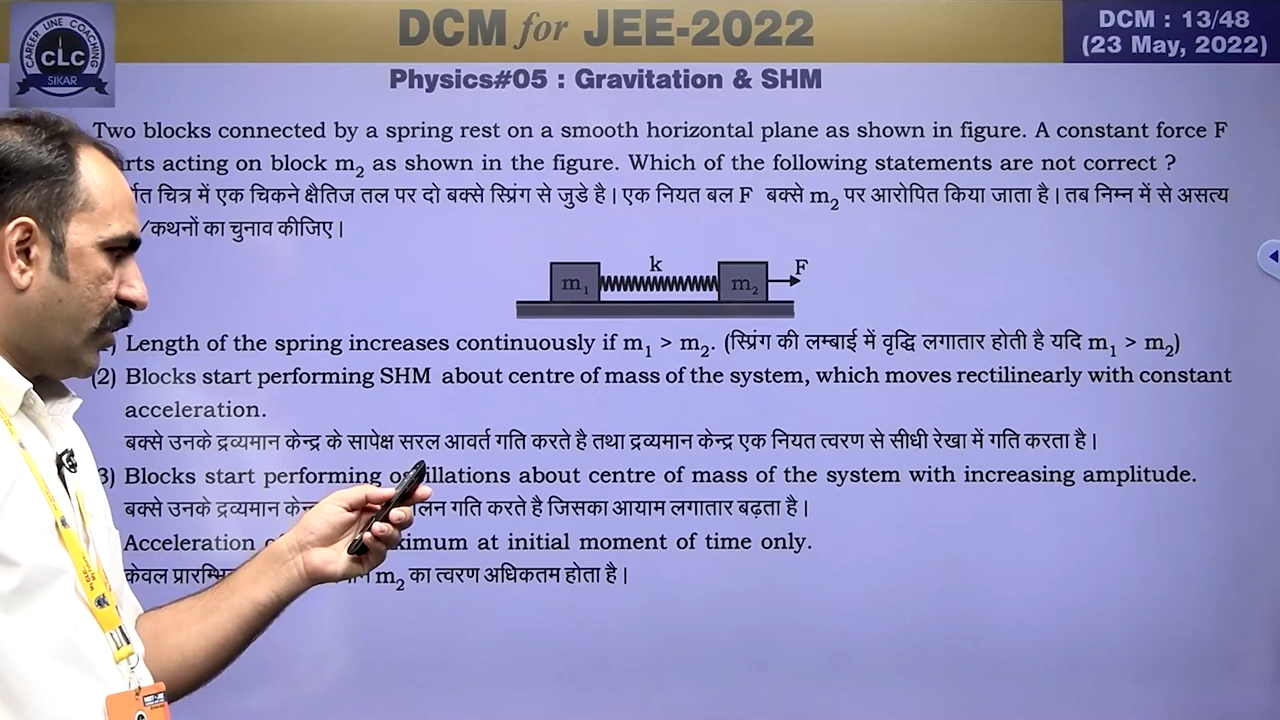 CAREER LINE COACHING
CLC
SIKAR
DCM for JEE-2022
DCM : 13/48
(23 May, 2022)
Physics#05 : Gravitation & SHM
Two blocks connected by a spring rest on a smooth horizontal plane as shown in figure. A constant force F
arts acting on block m₂ as shown in the figure. Which of the following statements are not correct ?
चित्र में एक चिकने क्षैतिज तल पर दो बक्से स्प्रिंग से जुडे है। एक नियत बल F बक्से m₂ पर आरोपित किया जाता है। तब निम्न में से असत्य
/कथनों का चुनाव कीजिए।
k
m₁
m₂
F
) Length of the spring increases continuously if m₁ > m₂. (स्प्रिंग की लम्बाई में वृद्धि लगातार होती है यदि m₁ > m₂)
(2) Blocks start performing SHM about centre of mass of the system, which moves rectilinearly with constant
acceleration.
बक्से उनके द्रव्यमान केन्द्र के सापेक्ष सरल आवर्त गति करते है तथा द्रव्यमान केन्द्र एक नियत त्वरण से सीधी रेखा में गति करता है।
3) Blocks start performing oscillations about centre of mass of the system with increasing amplitude.
बक्से उनके द्रव्यमान गति करते है जिसका आयाम लगातार बढ़ता है।
Acceleration at initial moment of time only.
केवल m₂ का त्वरण अधिकतम होता है।